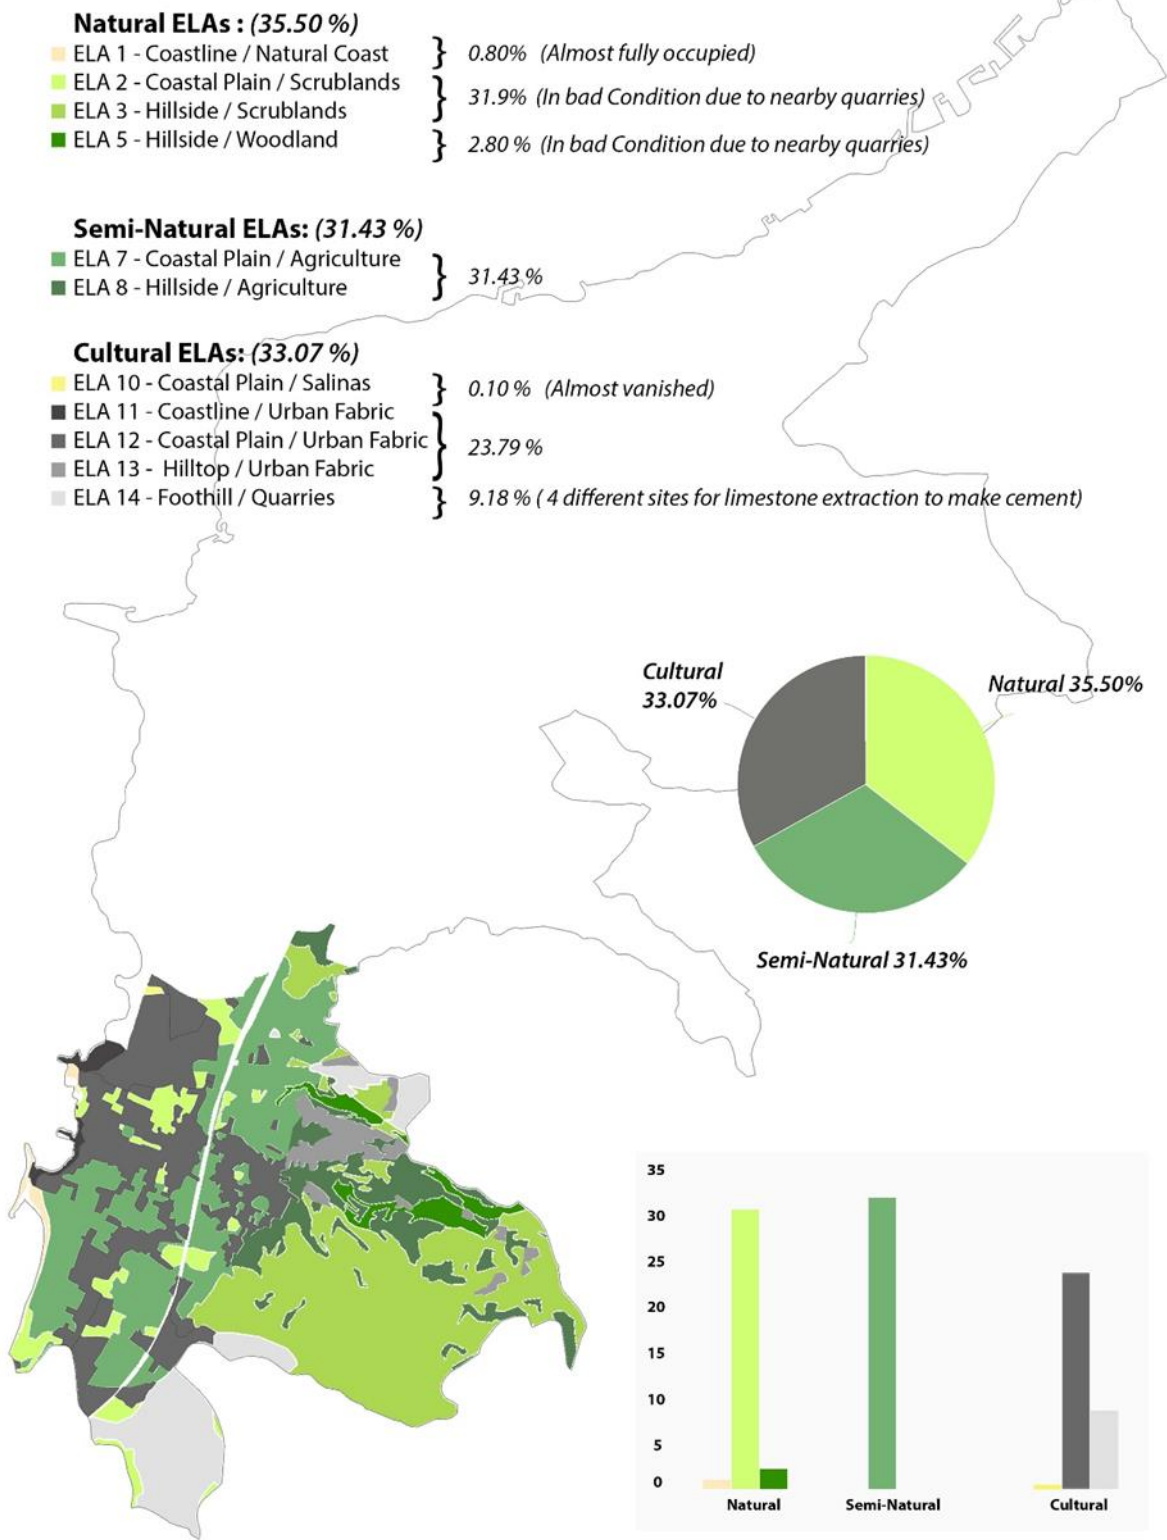 Natural ELAs : (35.50 %)
ELA 1 - Coastline / Natural Coast
0.80% (Almost fully occupied)
ELA 2 - Coastal Plain / Scrublands
ELA 3 - Hillside / Scrublands
31.9% (In bad Condition due to nearby quarries)
ELA 5 - Hillside / Woodland
2.80 % (In bad Condition due to nearby quarries)
Semi-Natural ELAs: (31.43 %)
ELA 7 - Coastal Plain / Agriculture
ELA 8 - Hillside / Agriculture
31.43 %
Cultural ELAs: (33.07 %)
ELA 10 - Coastal Plain / Salinas
0.10 % (Almost vanished)
ELA 11 - Coastline / Urban Fabric
ELA 12 - Coastal Plain / Urban Fabric
ELA 13 - Hilltop / Urban Fabric
23.79 %
ELA 14 - Foothill / Quarries
9.18 % ( 4 different sites for limestone extraction to make cement)
Cultural
33.07%
Natural 35.50%
Semi-Natural 31.43%
35
30
25
20
15
10
5
0
Natural
Semi-Natural
Cultural